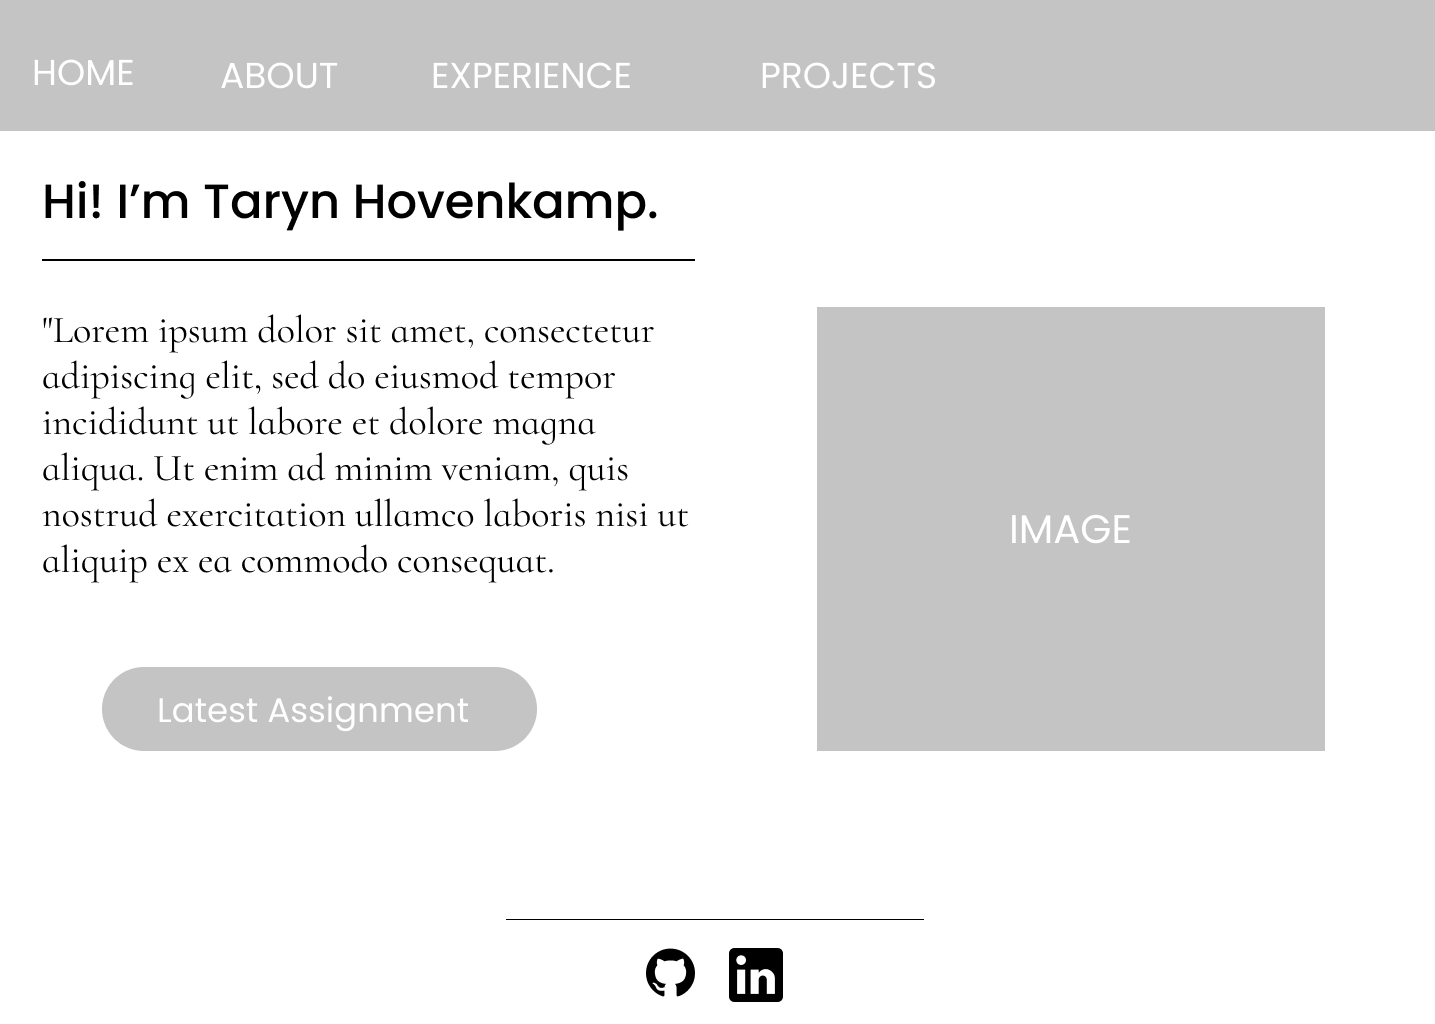 HOME ABOUT EXPERIENCE PROJECTS
Hi! I’m Taryn Hovenkamp.
"Lorem ipsum dolor sit amet, consectetur
adipiscing elit, sed do eiusmod tempor
incididunt ut labore et dolore magna
aliqua. Ut enim ad minim veniam, quis
nostrud exercitation ullamco laboris nisi ut
aliquip ex ea commodo consequat.
IMAGE
Latest Assignment
in